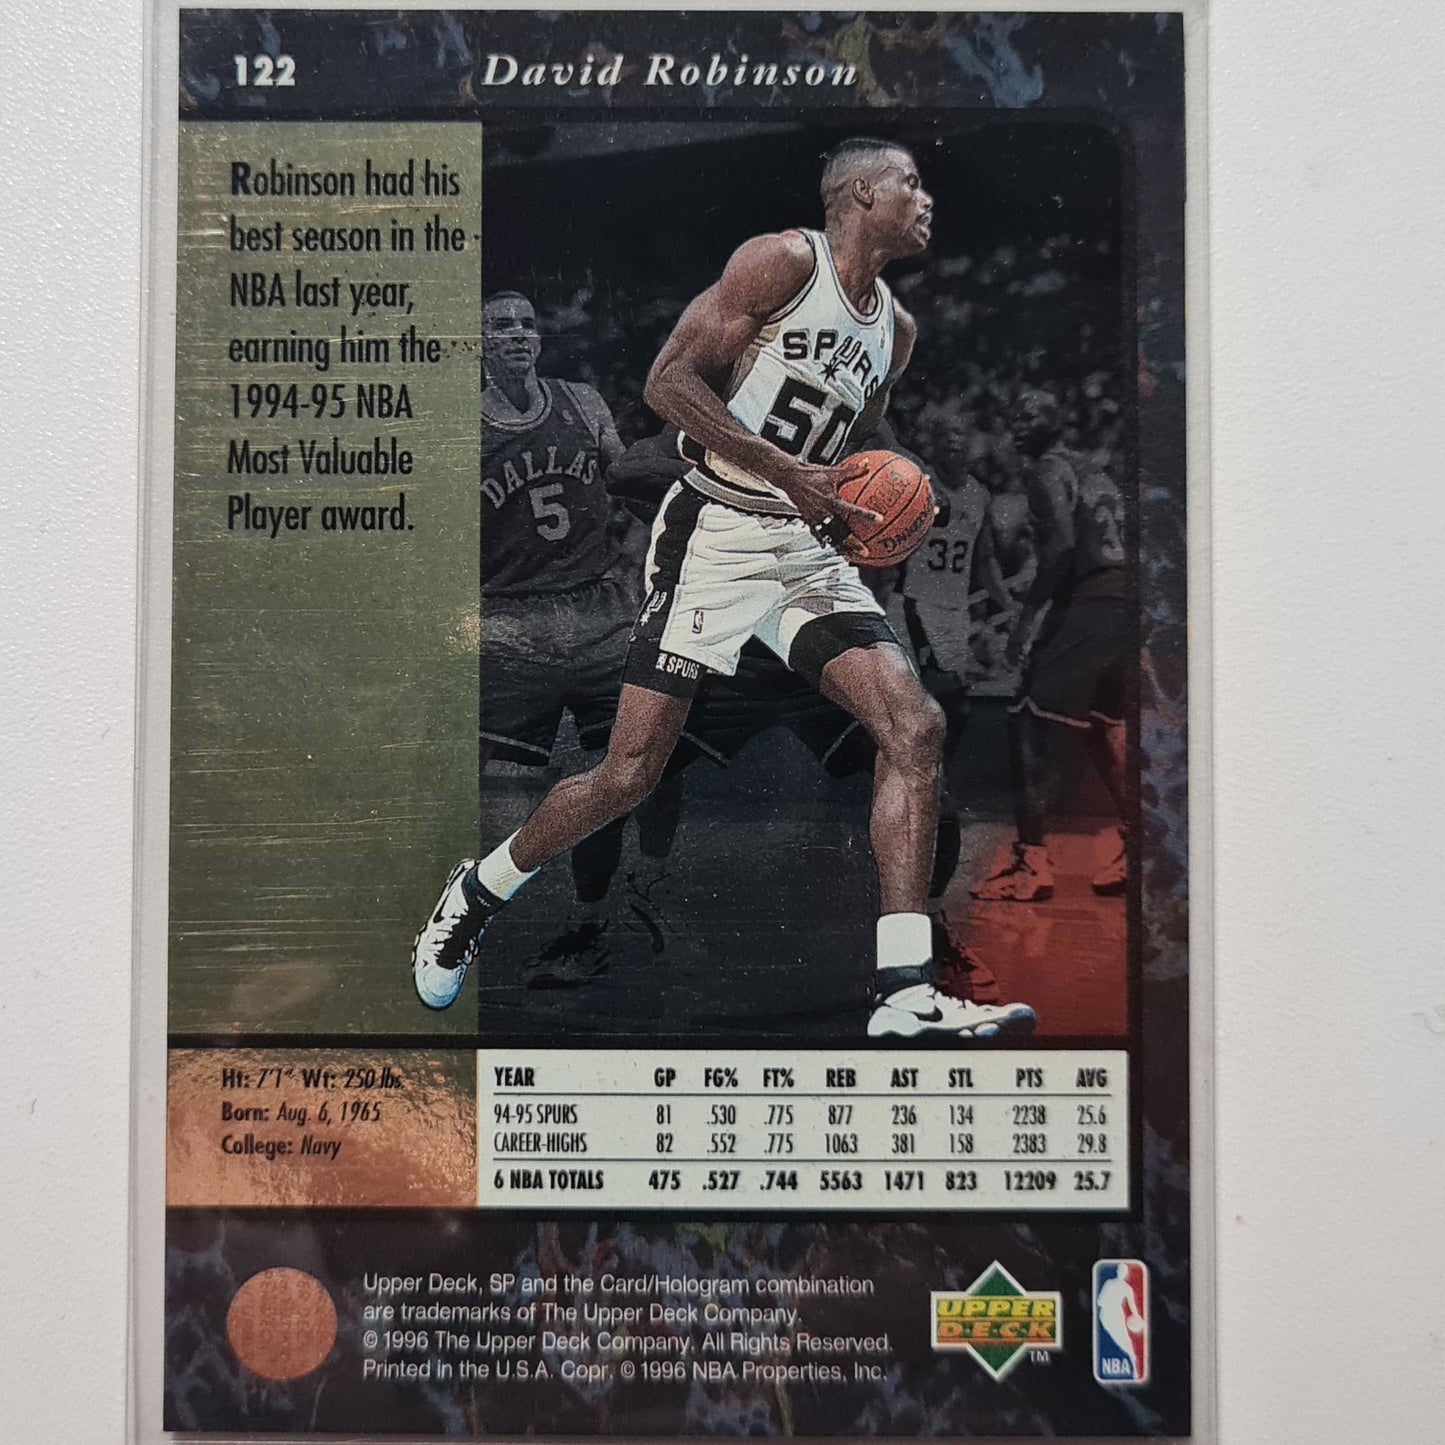 122
David Robinson
Robinson had his
best season in the
NBA last year,
earning him the
1994-95 NBA
Most Valuable
Player award.
SPURS
50
DALLAS
5
32
SPURS
Ht: 7'1" Wt: 250 lbs.
Born: Aug. 6, 1965
College: Navy
YEAR GP FG% FT% REB AST STL PTS AVG
94-95 SPURS 81 .530 .775 877 236 134 2238 25.6
CAREER-HIGHS 82 .552 .775 1063 381 158 2383 29.8
6 NBA TOTALS 475 .527 .744 5563 1471 823 12209 25.7
Upper Deck, SP and the Card/Hologram combination
are trademarks of The Upper Deck Company.
© 1996 The Upper Deck Company. All Rights Reserved.
Printed in the U.S.A. Copr. © 1996 NBA Properties, Inc.
UPPER
DECK
TM
NBA